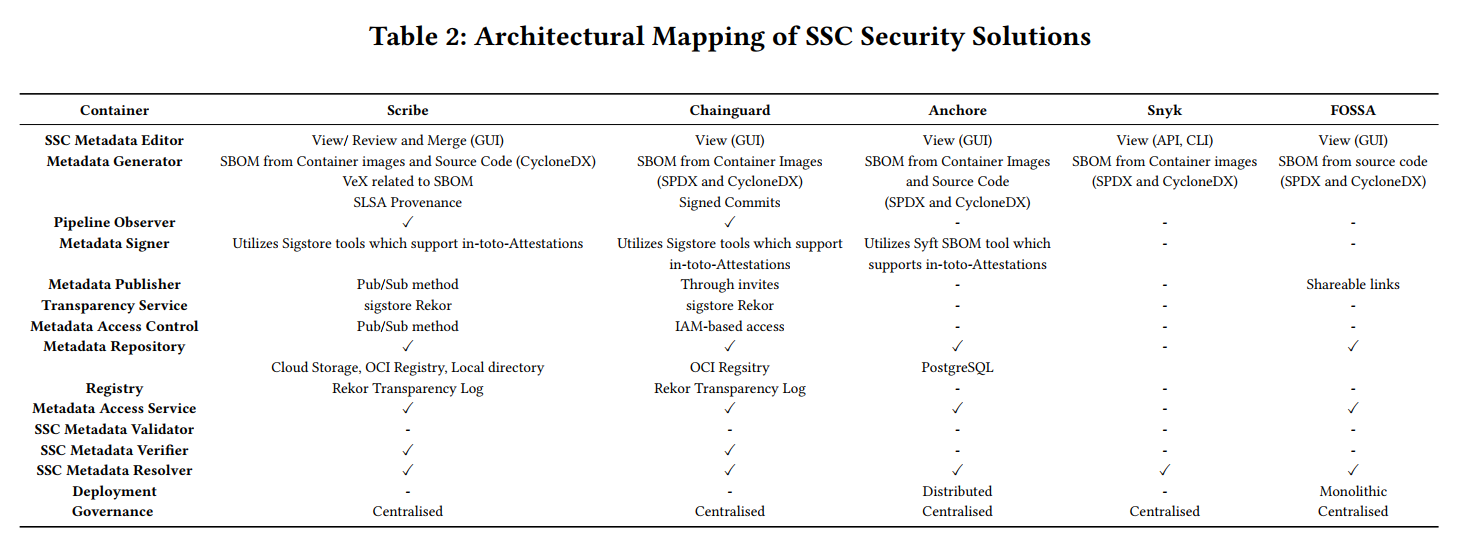 Table 2: Architectural Mapping of SSC Security Solutions
Container Scribe Chainguard Anchore Snyk FOSSA
SSC Metadata Editor View/ Review and Merge (GUI) View (GUI) View (GUI) View (API, CLI) View (GUI)
Metadata Generator SBOM from Container images and Source Code (CycloneDX) SBOM from Container Images SBOM from Container Images SBOM from Container images SBOM from source code
VeX related to SBOM (SPDX and CycloneDX) and Source Code (SPDX and CycloneDX) (SPDX and CycloneDX)
SLSA Provenance Signed Commits (SPDX and CycloneDX)
Pipeline Observer ✓ ✓ - - -
Metadata Signer Utilizes Sigstore tools which support in-toto-Attestations Utilizes Sigstore tools which support Utilizes Syft SBOM tool which - -
in-toto-Attestations supports in-toto-Attestations
Metadata Publisher Pub/Sub method Through invites - - Shareable links
Transparency Service sigstore Rekor sigstore Rekor - - -
Metadata Access Control Pub/Sub method IAM-based access - - -
Metadata Repository ✓ ✓ ✓ - ✓
Cloud Storage, OCI Registry, Local directory OCI Regsitry PostgreSQL
Registry Rekor Transparency Log Rekor Transparency Log - - -
Metadata Access Service ✓ ✓ ✓ - ✓
SSC Metadata Validator - - - - -
SSC Metadata Verifier ✓ ✓ - - -
SSC Metadata Resolver ✓ ✓ ✓ ✓ ✓
Deployment - - Distributed - Monolithic
Governance Centralised Centralised Centralised Centralised Centralised